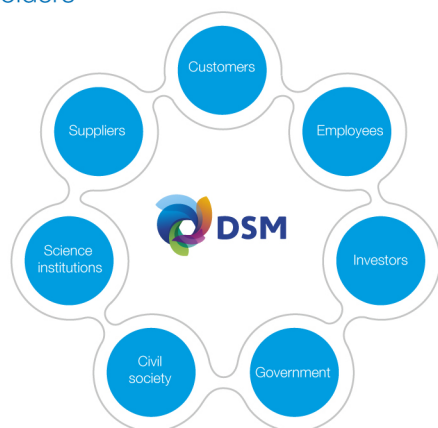 Customers
Suppliers
Employees
DSM
Science
institutions
Investors
Civil
society
Government